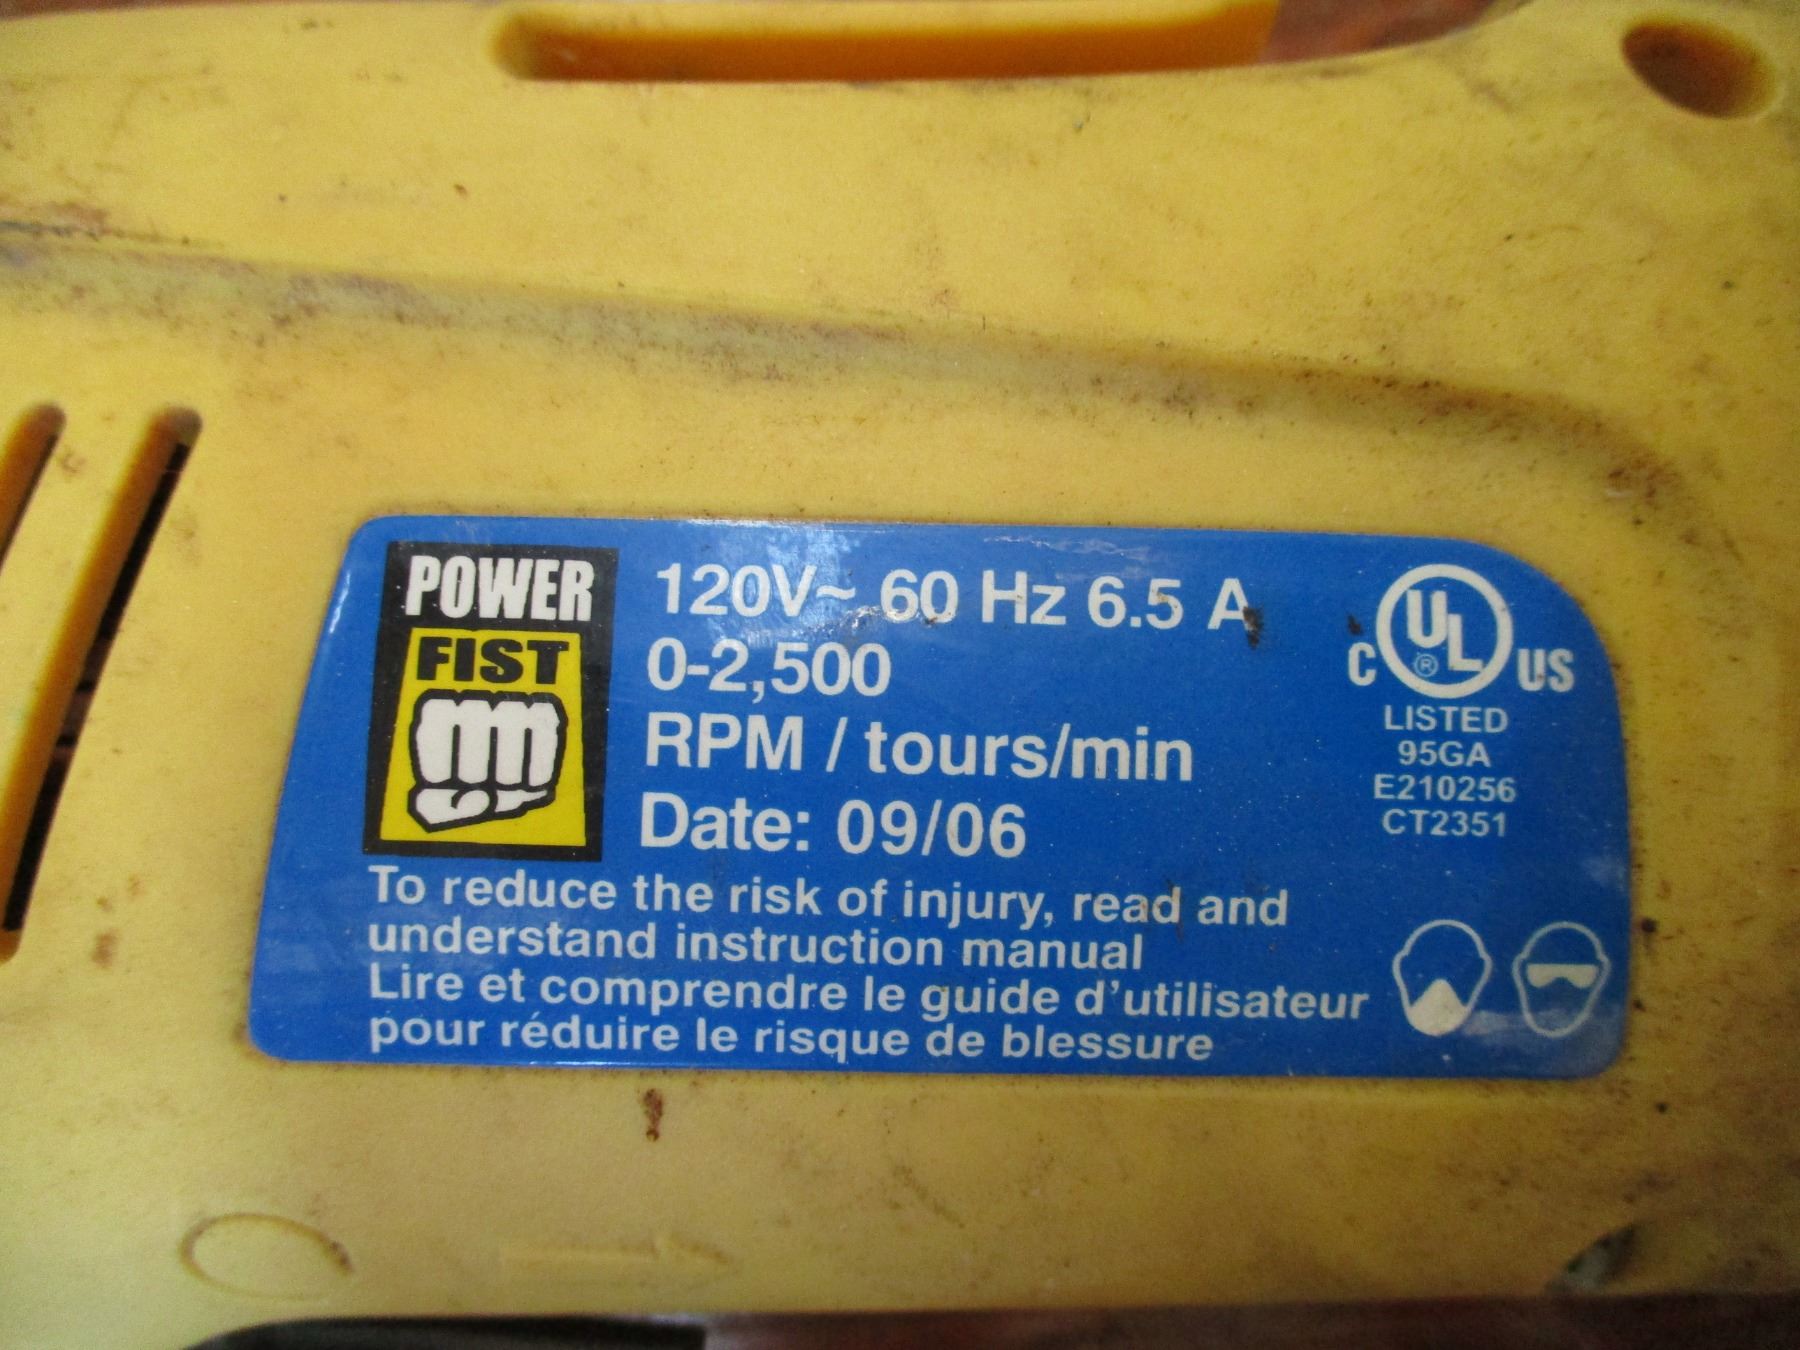 POWER
FIST
120V~ 60 Hz 6.5 A
0-2,500
RPM / tours/min
Date: 09/06
To reduce the risk of injury, read and
understand instruction manual
Lire et comprendre le guide d'utilisateur
pour réduire le risque de blessure
C UL ® US
LISTED
95GA
E210256
CT2351